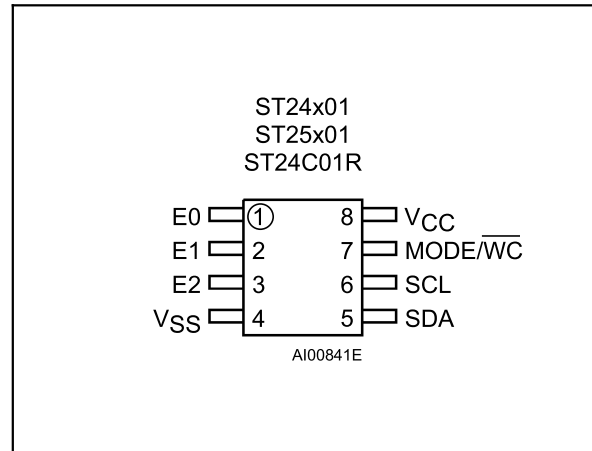 ST24x01
ST25x01
ST24C01R
E0 1 8 VCC
E1 2 7 MODE/W̅C̅
E2 3 6 SCL
VSS 4 5 SDA
AI00841E